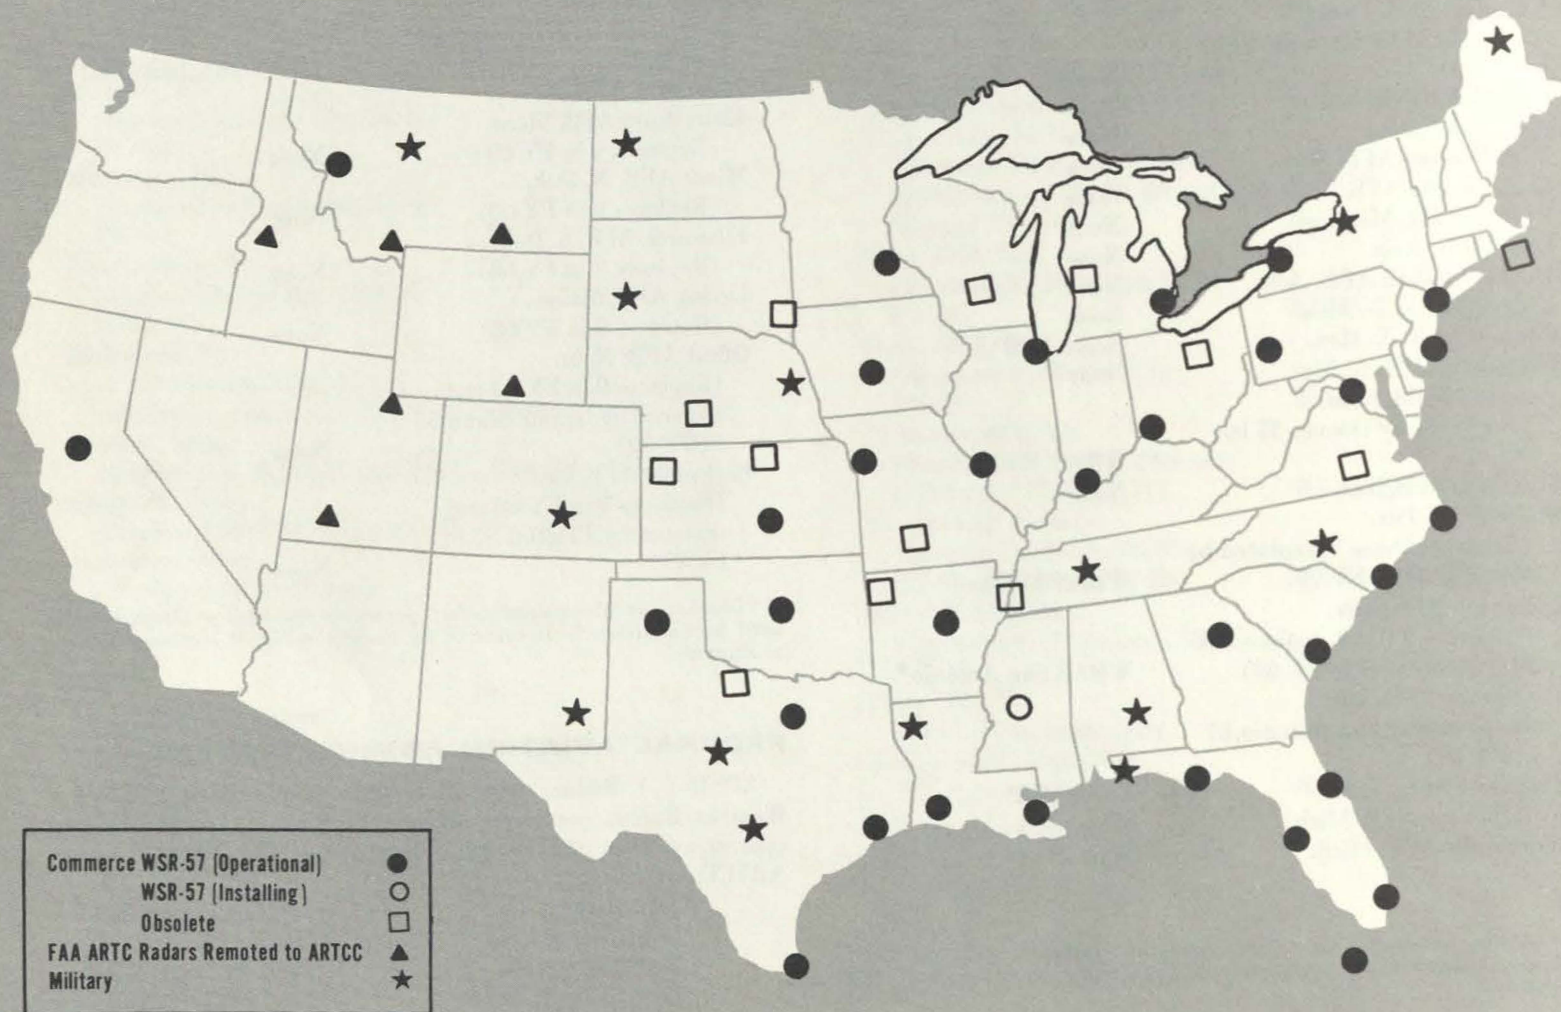 Commerce WSR-57 (Operational)
WSR-57 (Installing)
Obsolete
FAA ARTC Radars Remoted to ARTCC
Military